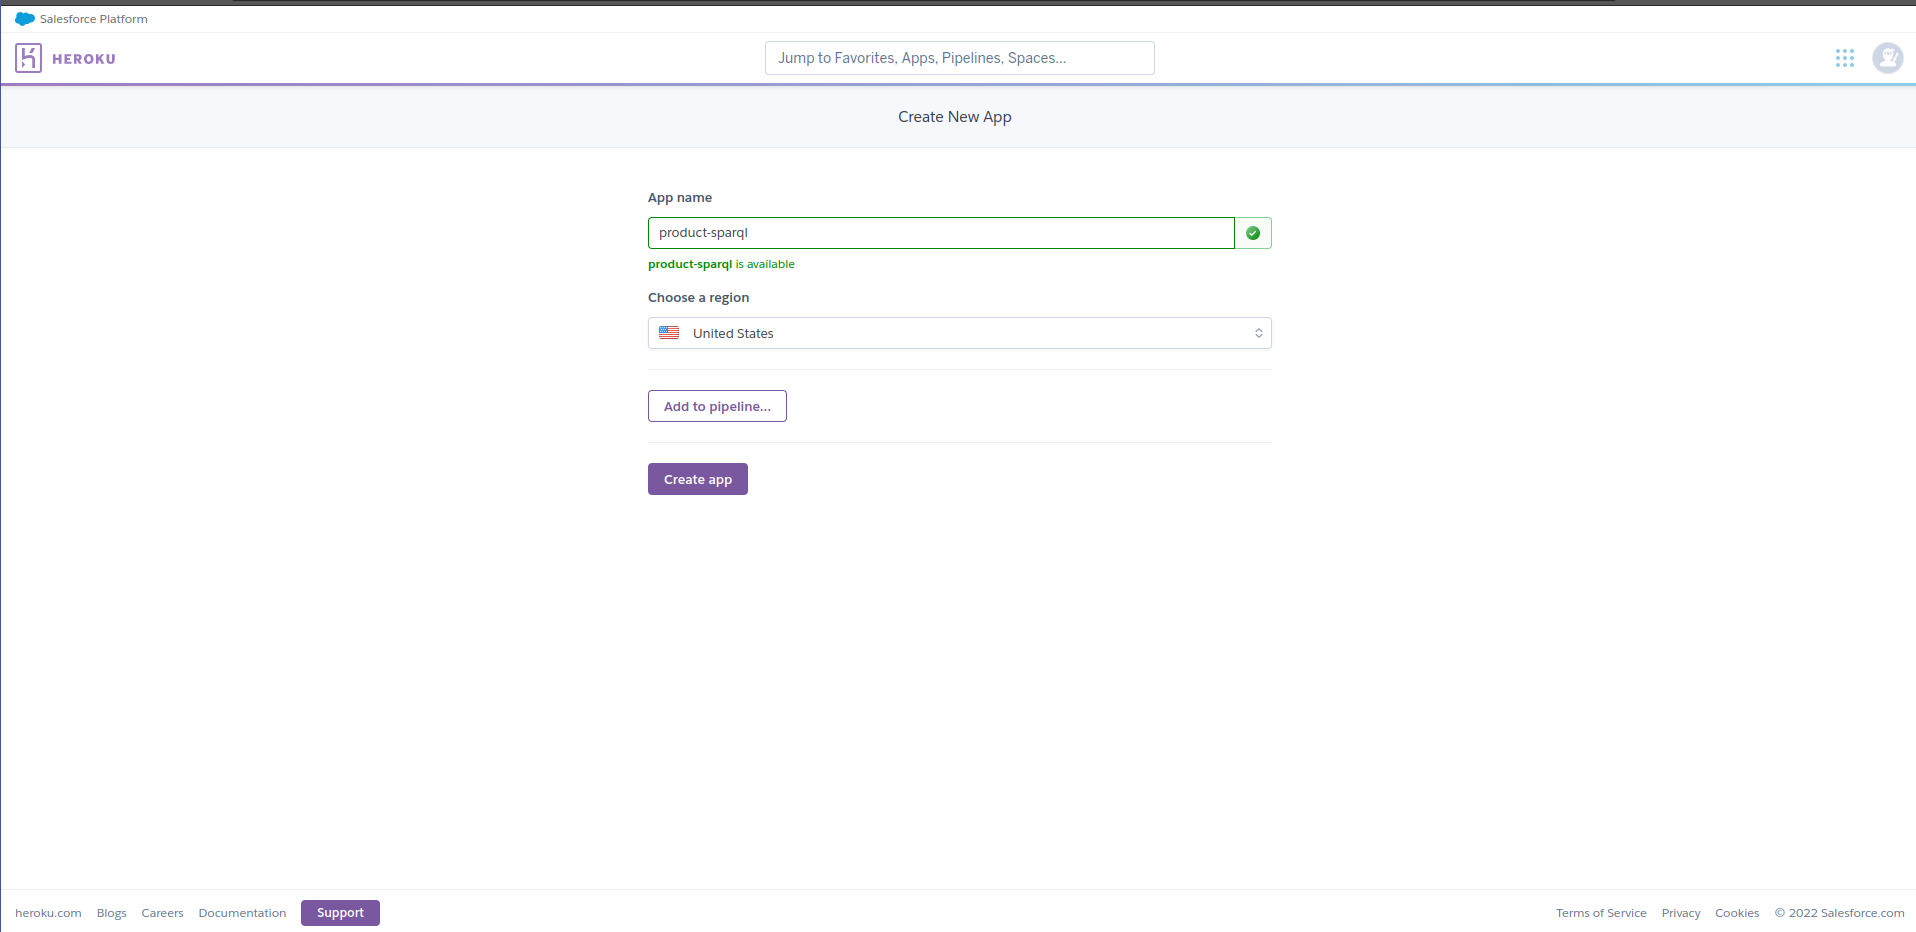 Salesforce Platform
HEROKU
Jump to Favorites, Apps, Pipelines, Spaces...
Create New App
App name
product-sparql
product-sparql is available
Choose a region
United States
Add to pipeline...
Create app
heroku.com Blogs Careers Documentation Support Terms of Service Privacy Cookies © 2022 Salesforce.com